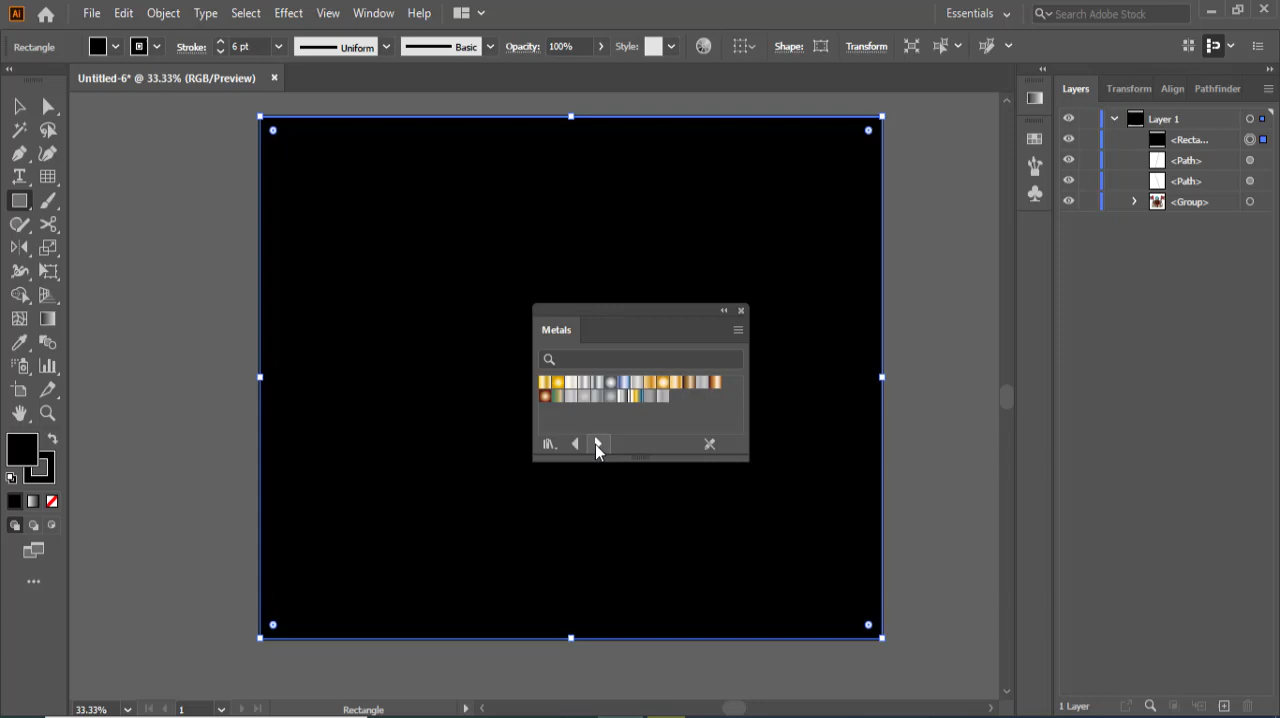 Ai File Edit Object Type Select Effect View Window Help Essentials Search Adobe Stock
Rectangle Stroke: 6 pt Uniform Basic Opacity: 100% Style: Shape: Transform
Untitled-6* @ 33.33% (RGB/Preview)
Layers Transform Align Pathfinder
Layer 1
<Recta...
<Path>
<Path>
<Group>
Metals
33.33% 1 Rectangle
1 Layer